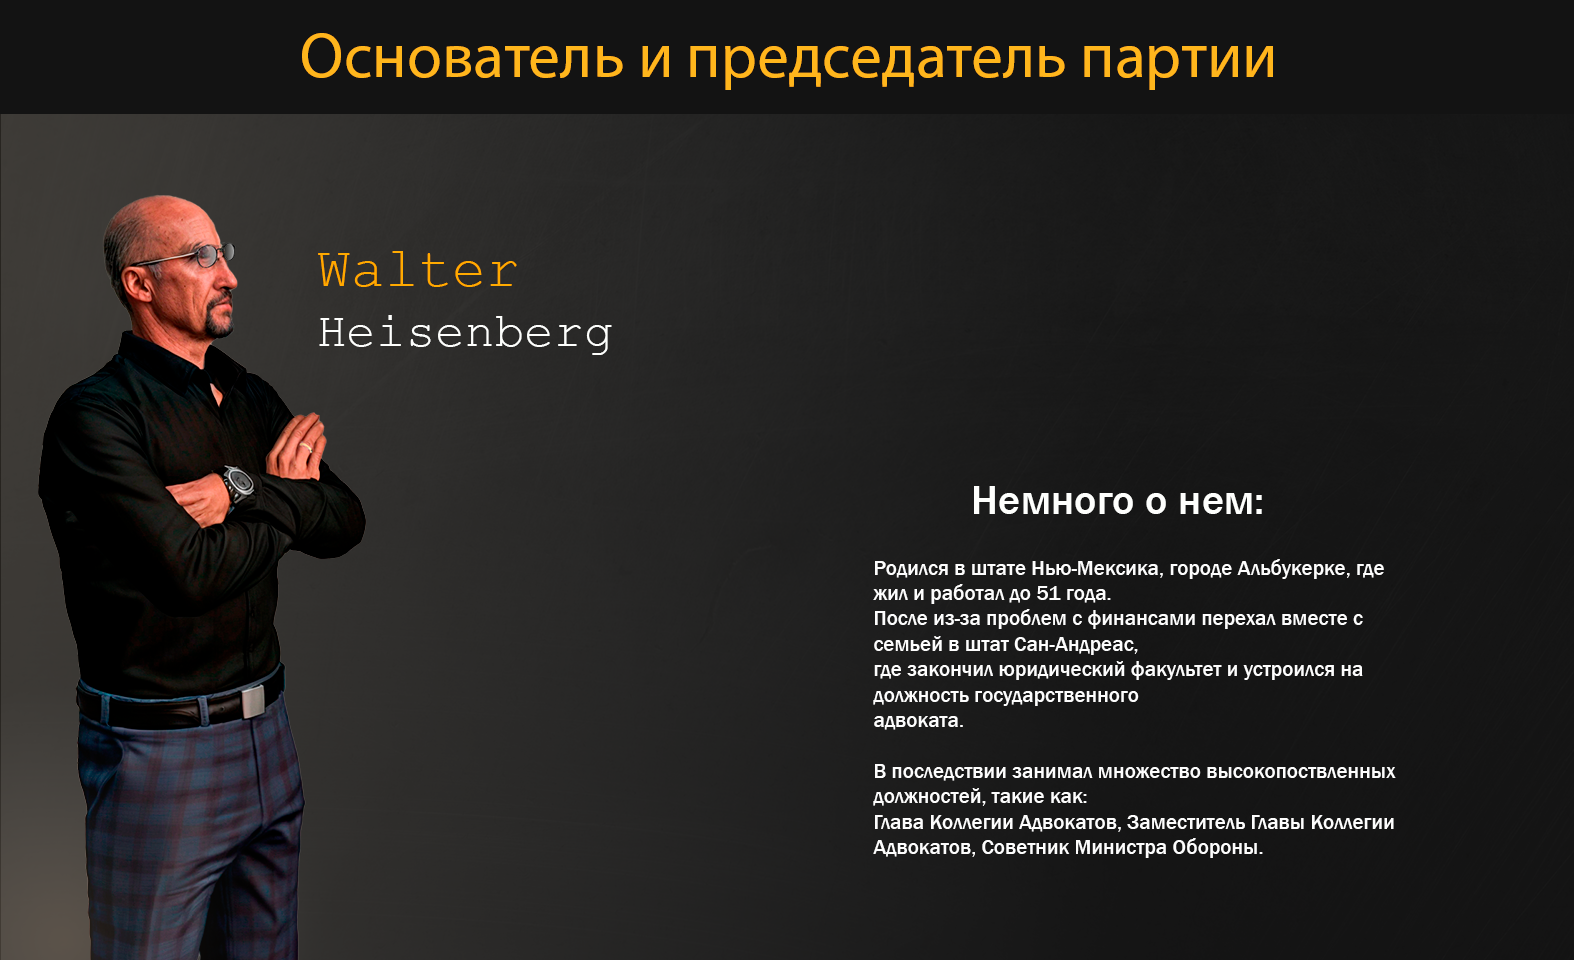 Основатель и председатель партии
Walter
Heisenberg
Немного о нем:
Родился в штате Нью-Мексика, городе Альбукерке, где
жил и работал до 51 года.
После из-за проблем с финансами перехал вместе с
семьей в штат Сан-Андреас,
где закончил юридический факультет и устроился на
должность государственного
адвоката.
В последствии занимал множество высокопоствленных
должностей, такие как:
Глава Коллегии Адвокатов, Заместитель Главы Коллегии
Адвокатов, Советник Министра Обороны.